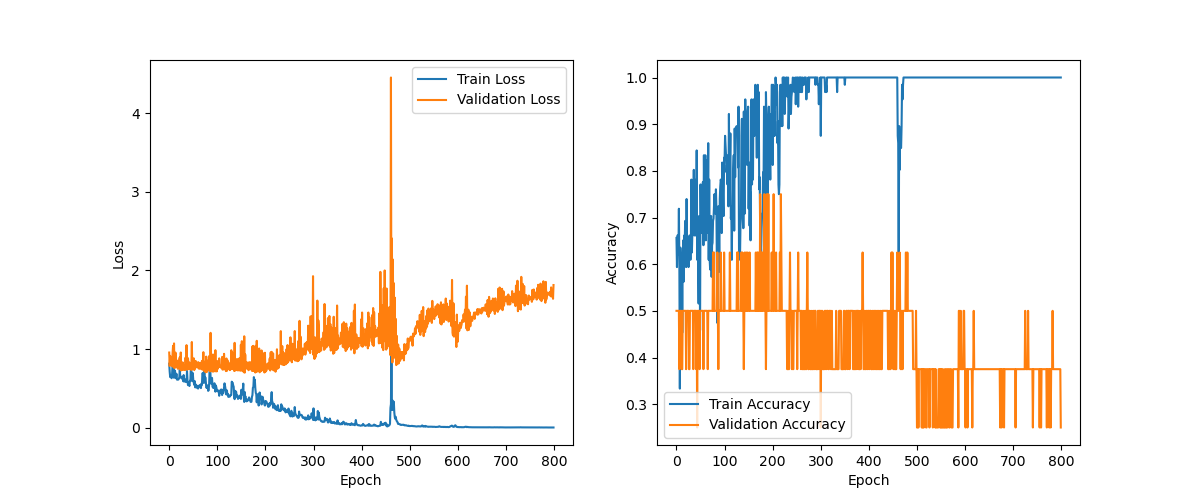 Train Loss
Validation Loss
4
3
2
1
0
Loss
0 100 200 300 400 500 600 700 800
Epoch
1.0
0.9
0.8
0.7
0.6
0.5
0.4
0.3
Accuracy
Train Accuracy
Validation Accuracy
0 100 200 300 400 500 600 700 800
Epoch